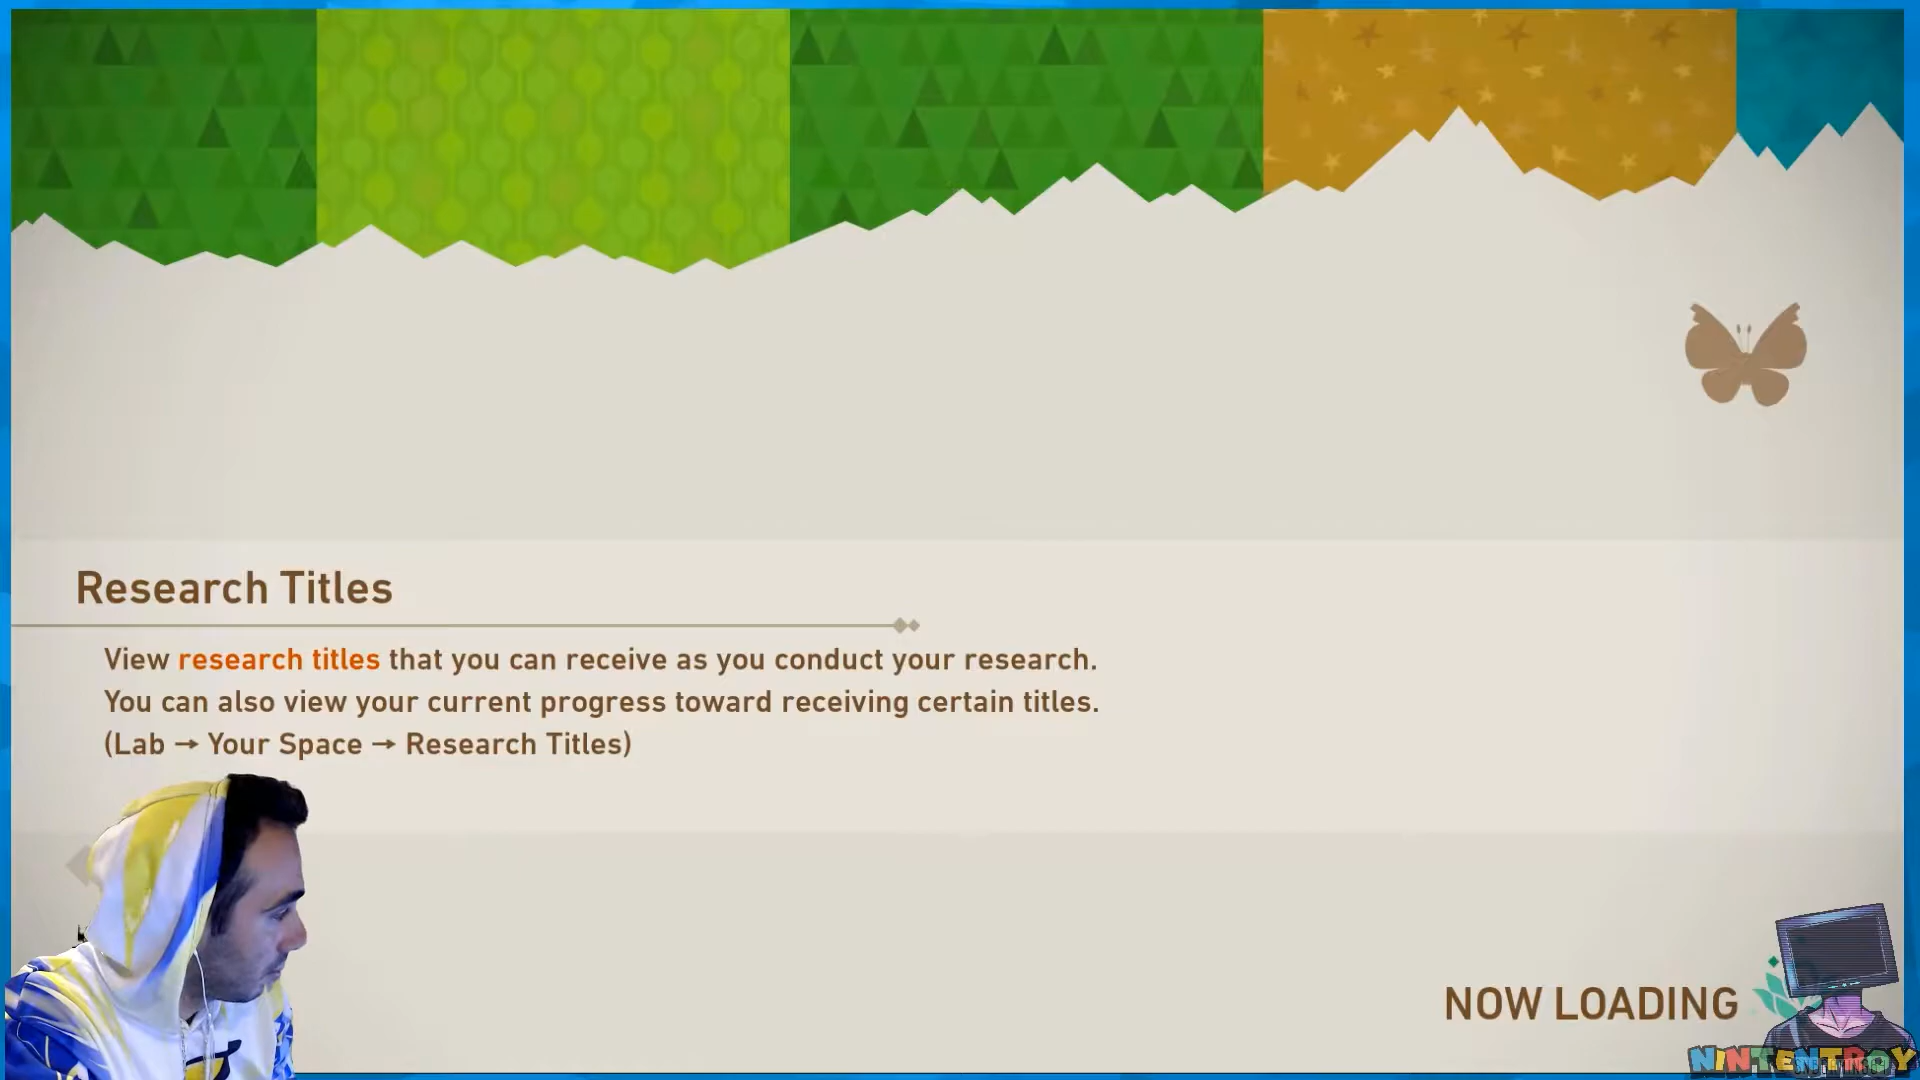 Research Titles
View research titles that you can receive as you conduct your research.
You can also view your current progress toward receiving certain titles.
(Lab → Your Space → Research Titles)
NOW LOADING
NINTENTROY